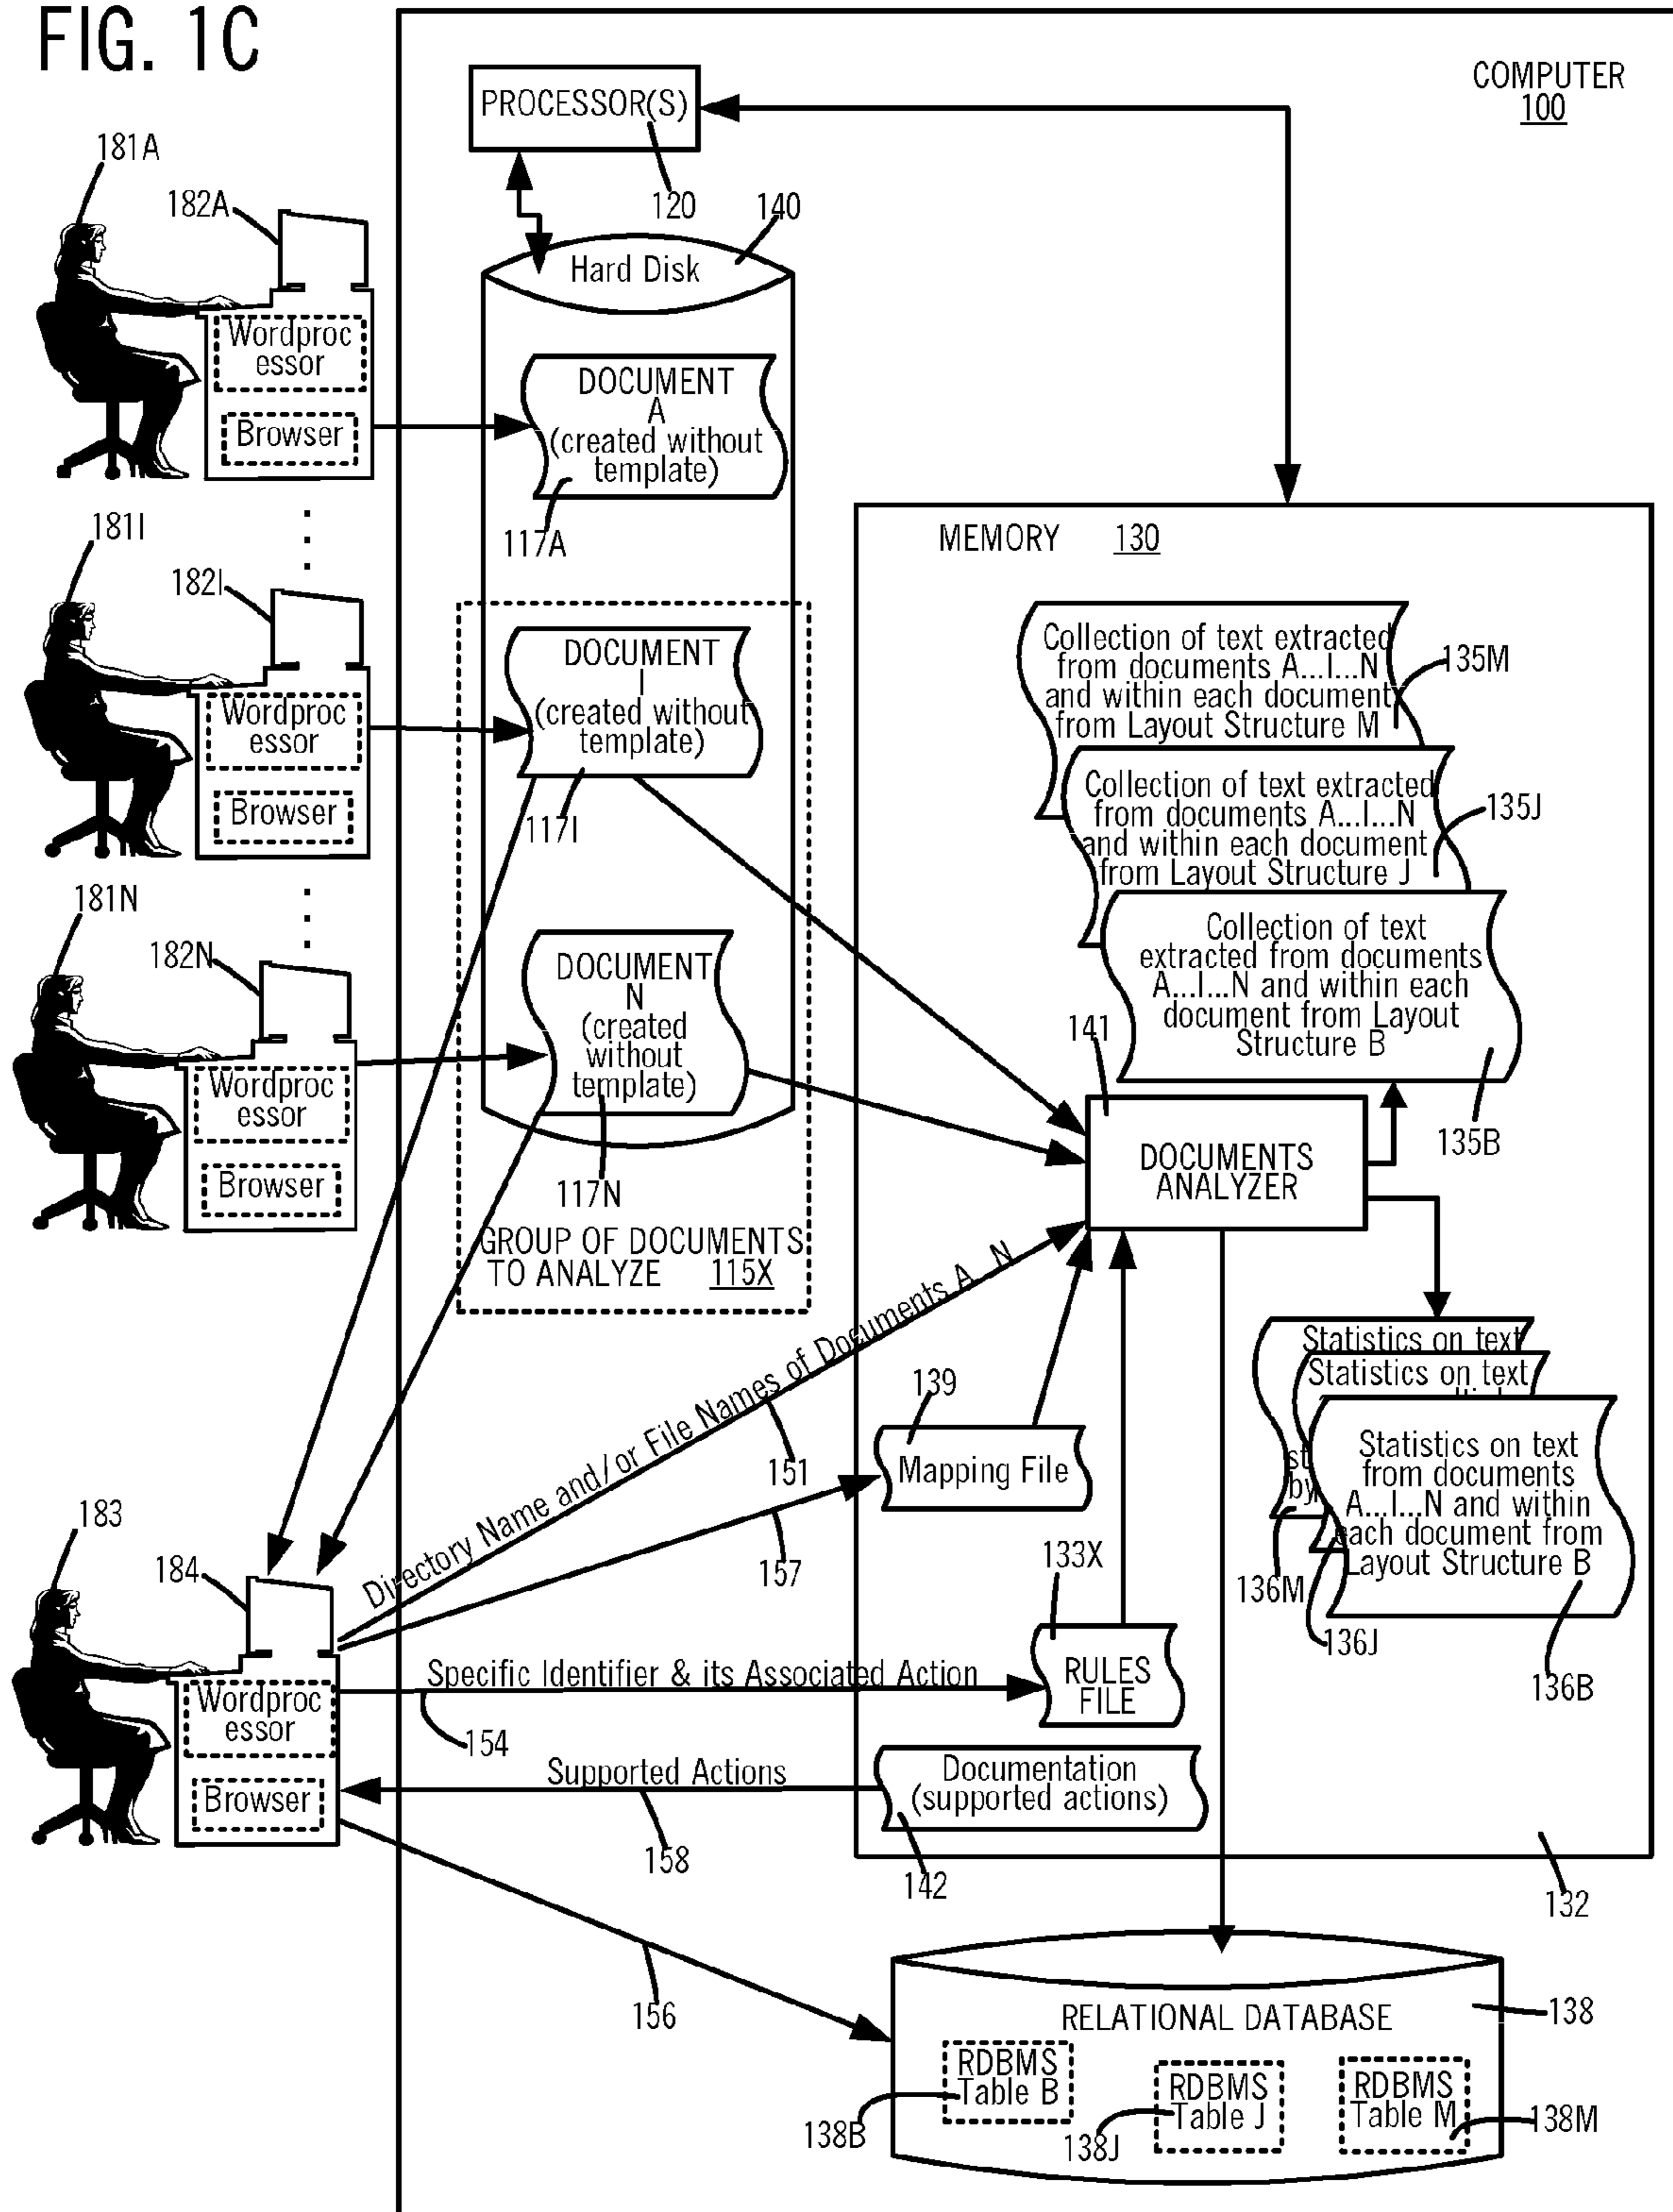 FIG. 1C
COMPUTER
100
PROCESSOR(S)
120
140
Hard Disk
181A
182A
Wordproc
essor
Browser
DOCUMENT
A
(created without
template)
117A
181I
182I
Wordproc
essor
Browser
DOCUMENT
I
(created without
template)
117I
181N
182N
Wordproc
essor
Browser
DOCUMENT
N
(created
without
template)
117N
GROUP OF DOCUMENTS
TO ANALYZE 115X
MEMORY 130
Collection of text extracted
from documents A...I...N
and within each document
from Layout Structure M
135M
Collection of text extracted
from documents A...I...N
and within each document
from Layout Structure J
135J
Collection of text
extracted from documents
A...I...N and within each
document from Layout
Structure B
135B
141
DOCUMENTS
ANALYZER
Statistics on text
Statistics on text
st
by
Statistics on text
from documents
A...I...N and within
each document from
Layout Structure B
136M
136J
136B
Directory Name and/or File Names of Documents A...N
151
139
Mapping File
157
133X
RULES
FILE
183
184
Wordproc
essor
Browser
Specific Identifier & its Associated Action
154
Supported Actions
158
Documentation
(supported actions)
142
132
156
RELATIONAL DATABASE
138
RDBMS
Table B
138B
RDBMS
Table J
138J
RDBMS
Table M
138M